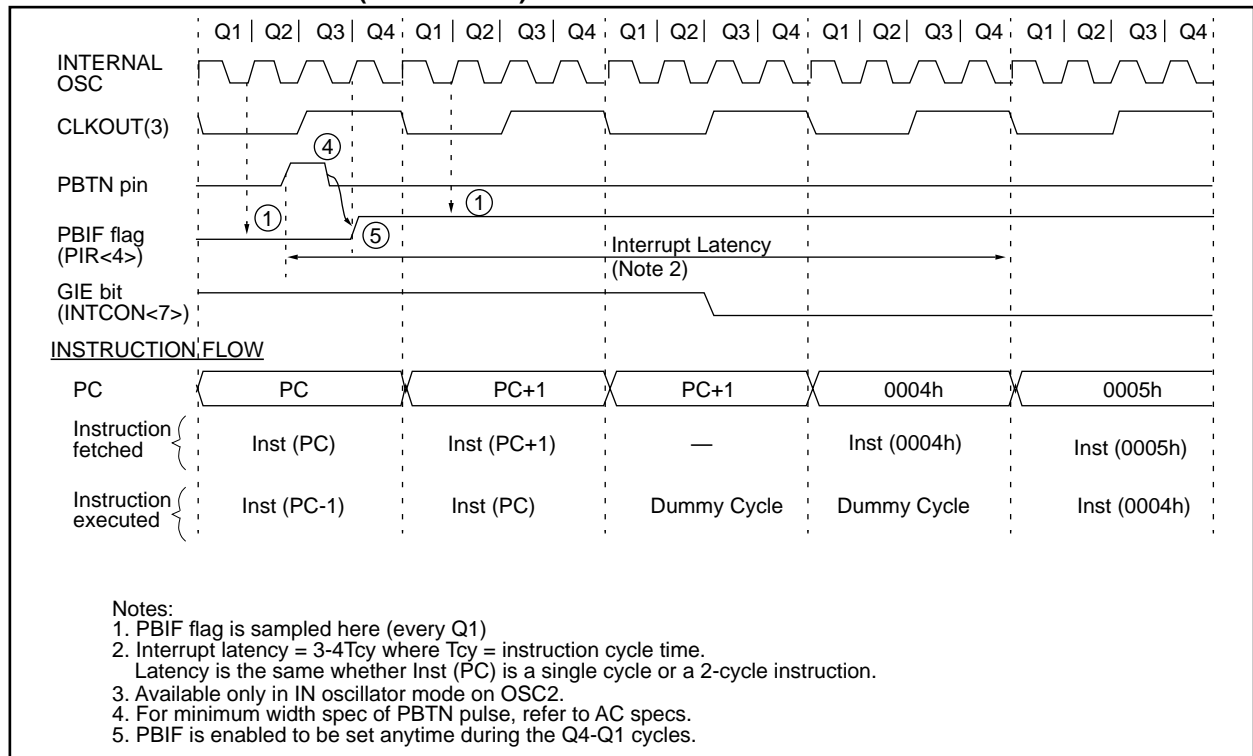 Q1 | Q2 | Q3 | Q4 Q1 | Q2 | Q3 | Q4 Q1 | Q2 | Q3 | Q4 Q1 | Q2 | Q3 | Q4 Q1 | Q2 | Q3 | Q4
INTERNAL
OSC
CLKOUT(3)
4
PBTN pin
1
1
PBIF flag
(PIR<4>)
5
Interrupt Latency
(Note 2)
GIE bit
(INTCON<7>)
INSTRUCTION FLOW
PC PC PC+1 PC+1 0004h 0005h
Instruction
fetched
Inst (PC) Inst (PC+1) — Inst (0004h) Inst (0005h)
Instruction
executed
Inst (PC-1) Inst (PC) Dummy Cycle Dummy Cycle Inst (0004h)
Notes:
1. PBIF flag is sampled here (every Q1)
2. Interrupt latency = 3-4Tcy where Tcy = instruction cycle time.
Latency is the same whether Inst (PC) is a single cycle or a 2-cycle instruction.
3. Available only in IN oscillator mode on OSC2.
4. For minimum width spec of PBTN pulse, refer to AC specs.
5. PBIF is enabled to be set anytime during the Q4-Q1 cycles.